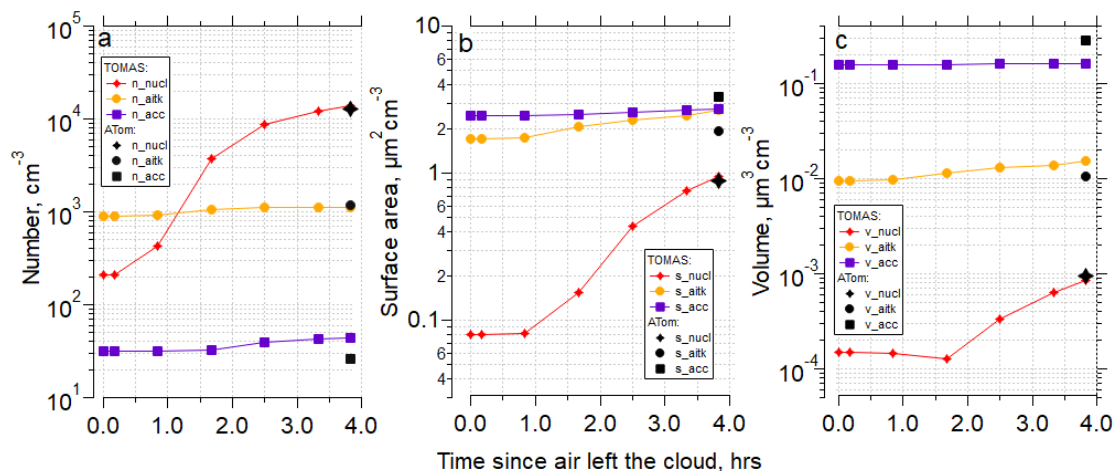 a
Number, cm-3
10^5
10^4
10^3
10^2
10^1
TOMAS:
n_nucl
n_aitk
n_acc
ATom:
n_nucl
n_aitk
n_acc
0.0 1.0 2.0 3.0 4.0
b
Surface area, µm^2 cm^-3
10
6
4
2
1
6
4
2
0.1
8
6
4
TOMAS:
s_nucl
s_aitk
s_acc
ATom:
s_nucl
s_aitk
s_acc
0.0 1.0 2.0 3.0 4.0
c
Volume, µm^3 cm^-3
10^-1
10^-2
10^-3
10^-4
TOMAS:
v_nucl
v_aitk
v_acc
ATom:
v_nucl
v_aitk
v_acc
0.0 1.0 2.0 3.0 4.0
Time since air left the cloud, hrs